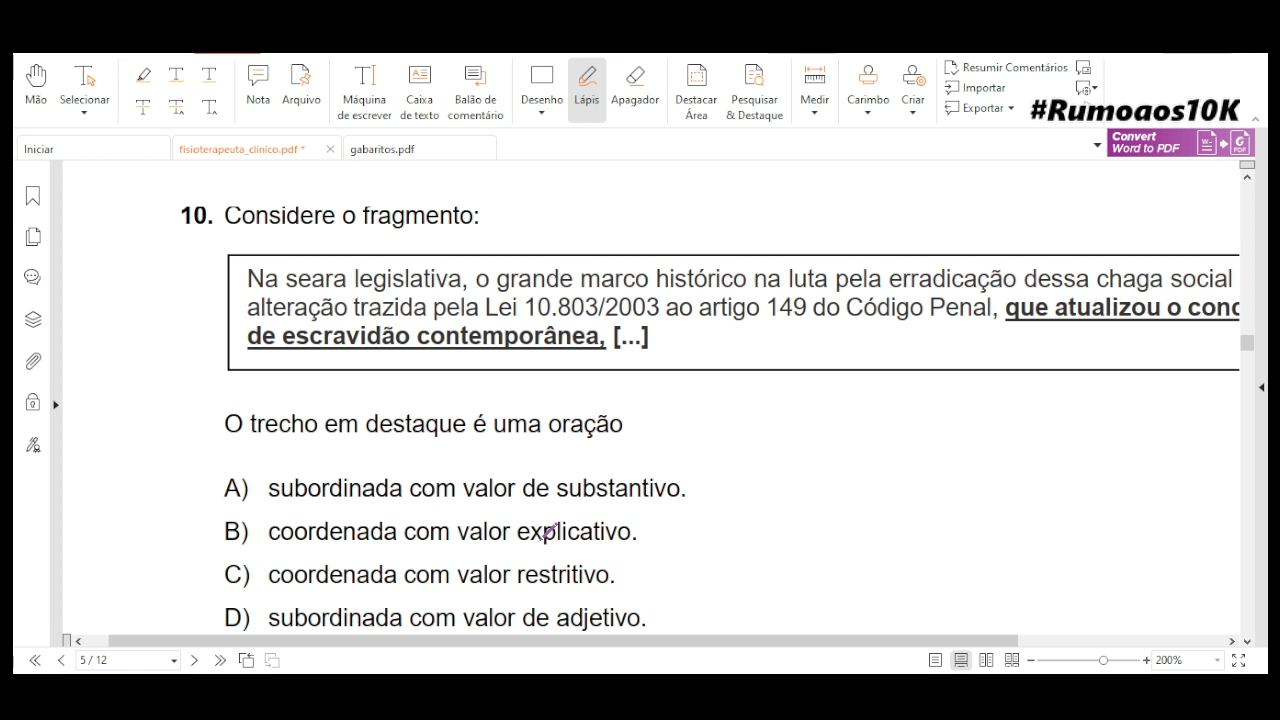 Mão
Selecionar
Nota
Arquivo
Máquina
de escrever
Caixa
de texto
Balão de
comentário
Desenho
Lápis
Apagador
Destacar
Área
Pesquisar
& Destaque
Medir
Carimbo
Criar
Resumir Comentários
Importar
Exportar
#Rumoaos10K
Iniciar
fisioterapeuta_clínico.pdf *
gabaritos.pdf
Convert
Word to PDF
10. Considere o fragmento:
Na seara legislativa, o grande marco histórico na luta pela erradicação dessa chaga social
alteração trazida pela Lei 10.803/2003 ao artigo 149 do Código Penal, que atualizou o conc
de escravidão contemporânea, [...]
O trecho em destaque é uma oração
A) subordinada com valor de substantivo.
B) coordenada com valor explicativo.
C) coordenada com valor restritivo.
D) subordinada com valor de adjetivo.
5 / 12
200%